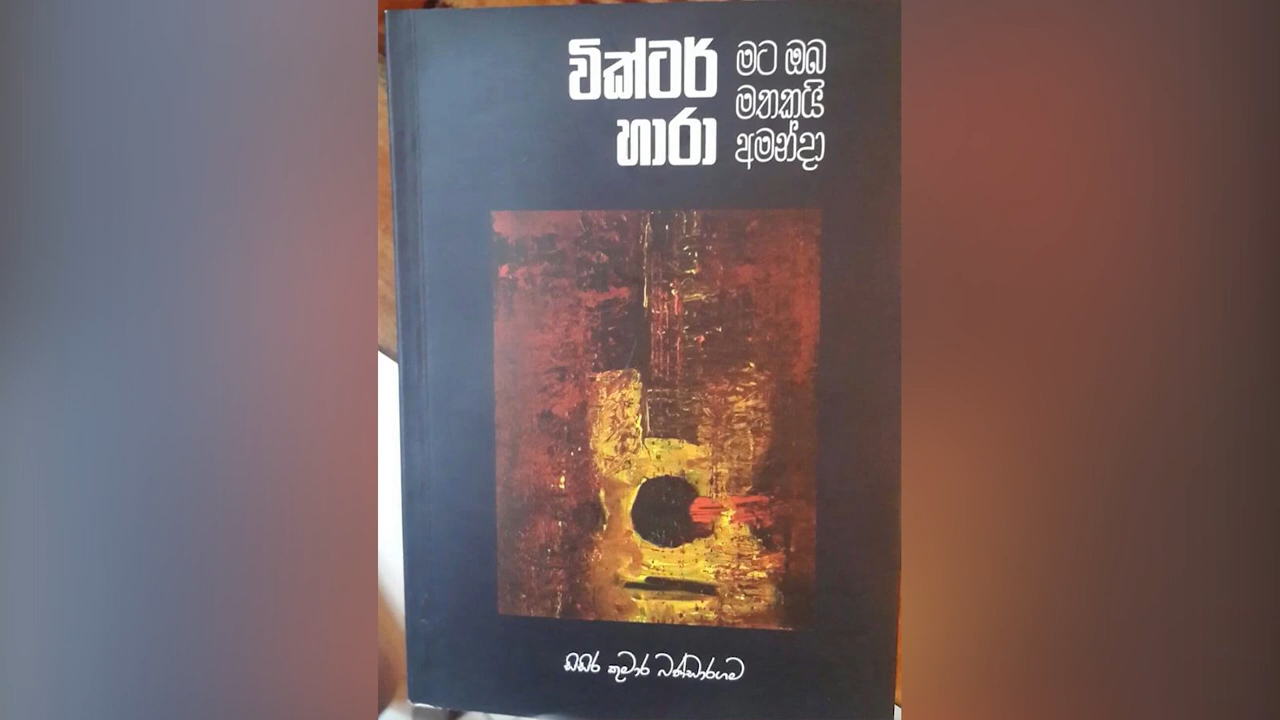 වික්ටර්
හාරා
මට ඔබ
මතකයි
අමන්දා
සිසිර කුමාර බණ්ඩාරගම